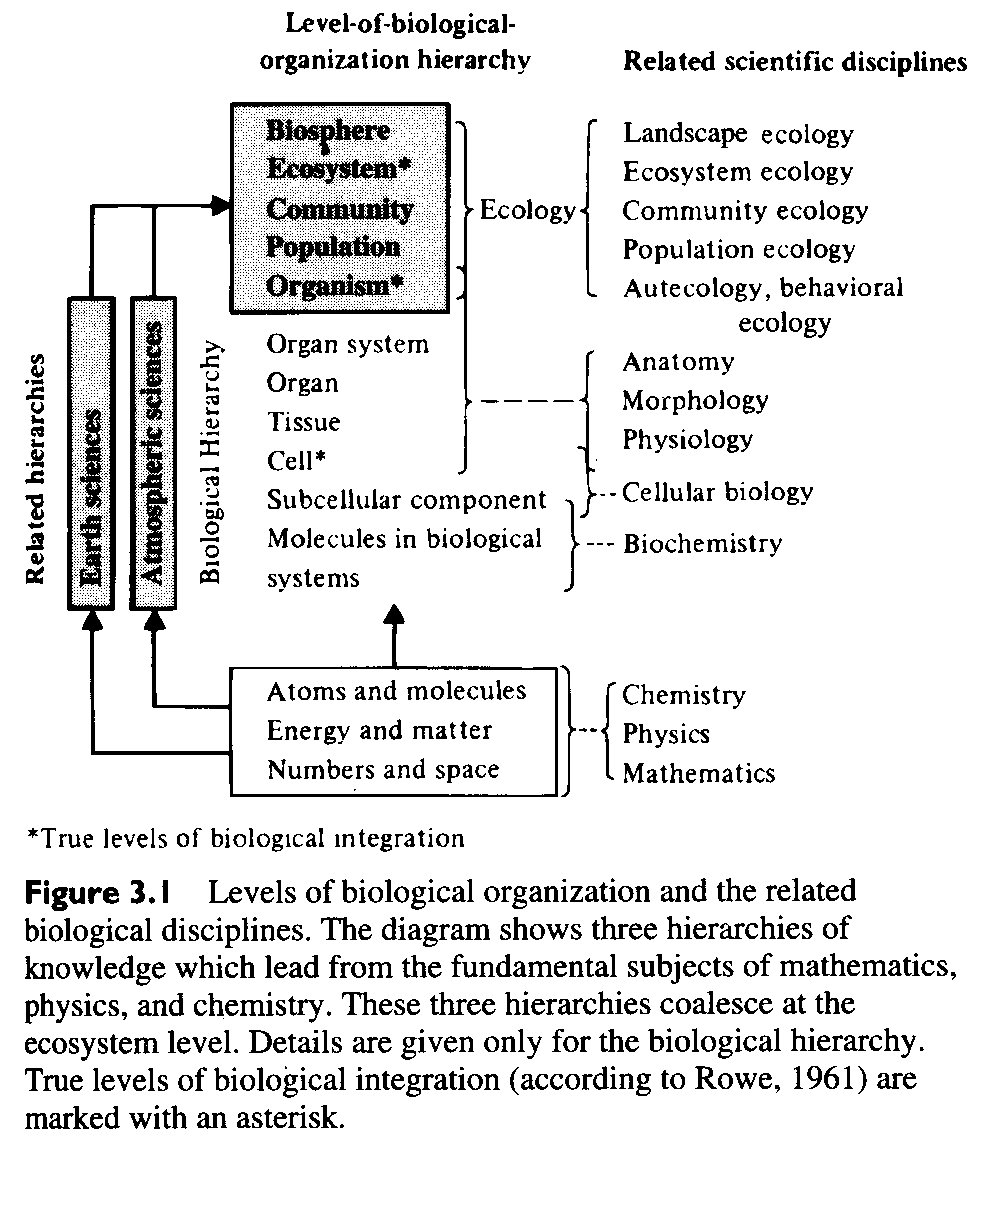 Level-of-biological-
organization hierarchy
Related scientific disciplines
Biosphere
Ecosystem*
Community
Population
Organism*
Ecology
Landscape ecology
Ecosystem ecology
Community ecology
Population ecology
Autecology, behavioral
ecology
Related hierarchies
Earth sciences
Atmospheric sciences
Biological Hierarchy
Organ system
Organ
Tissue
Cell*
Subcellular component
Molecules in biological
systems
Anatomy
Morphology
Physiology
Cellular biology
Biochemistry
Atoms and molecules
Energy and matter
Numbers and space
Chemistry
Physics
Mathematics
*True levels of biological integration
Figure 3.1 Levels of biological organization and the related
biological disciplines. The diagram shows three hierarchies of
knowledge which lead from the fundamental subjects of mathematics,
physics, and chemistry. These three hierarchies coalesce at the
ecosystem level. Details are given only for the biological hierarchy.
True levels of biological integration (according to Rowe, 1961) are
marked with an asterisk.